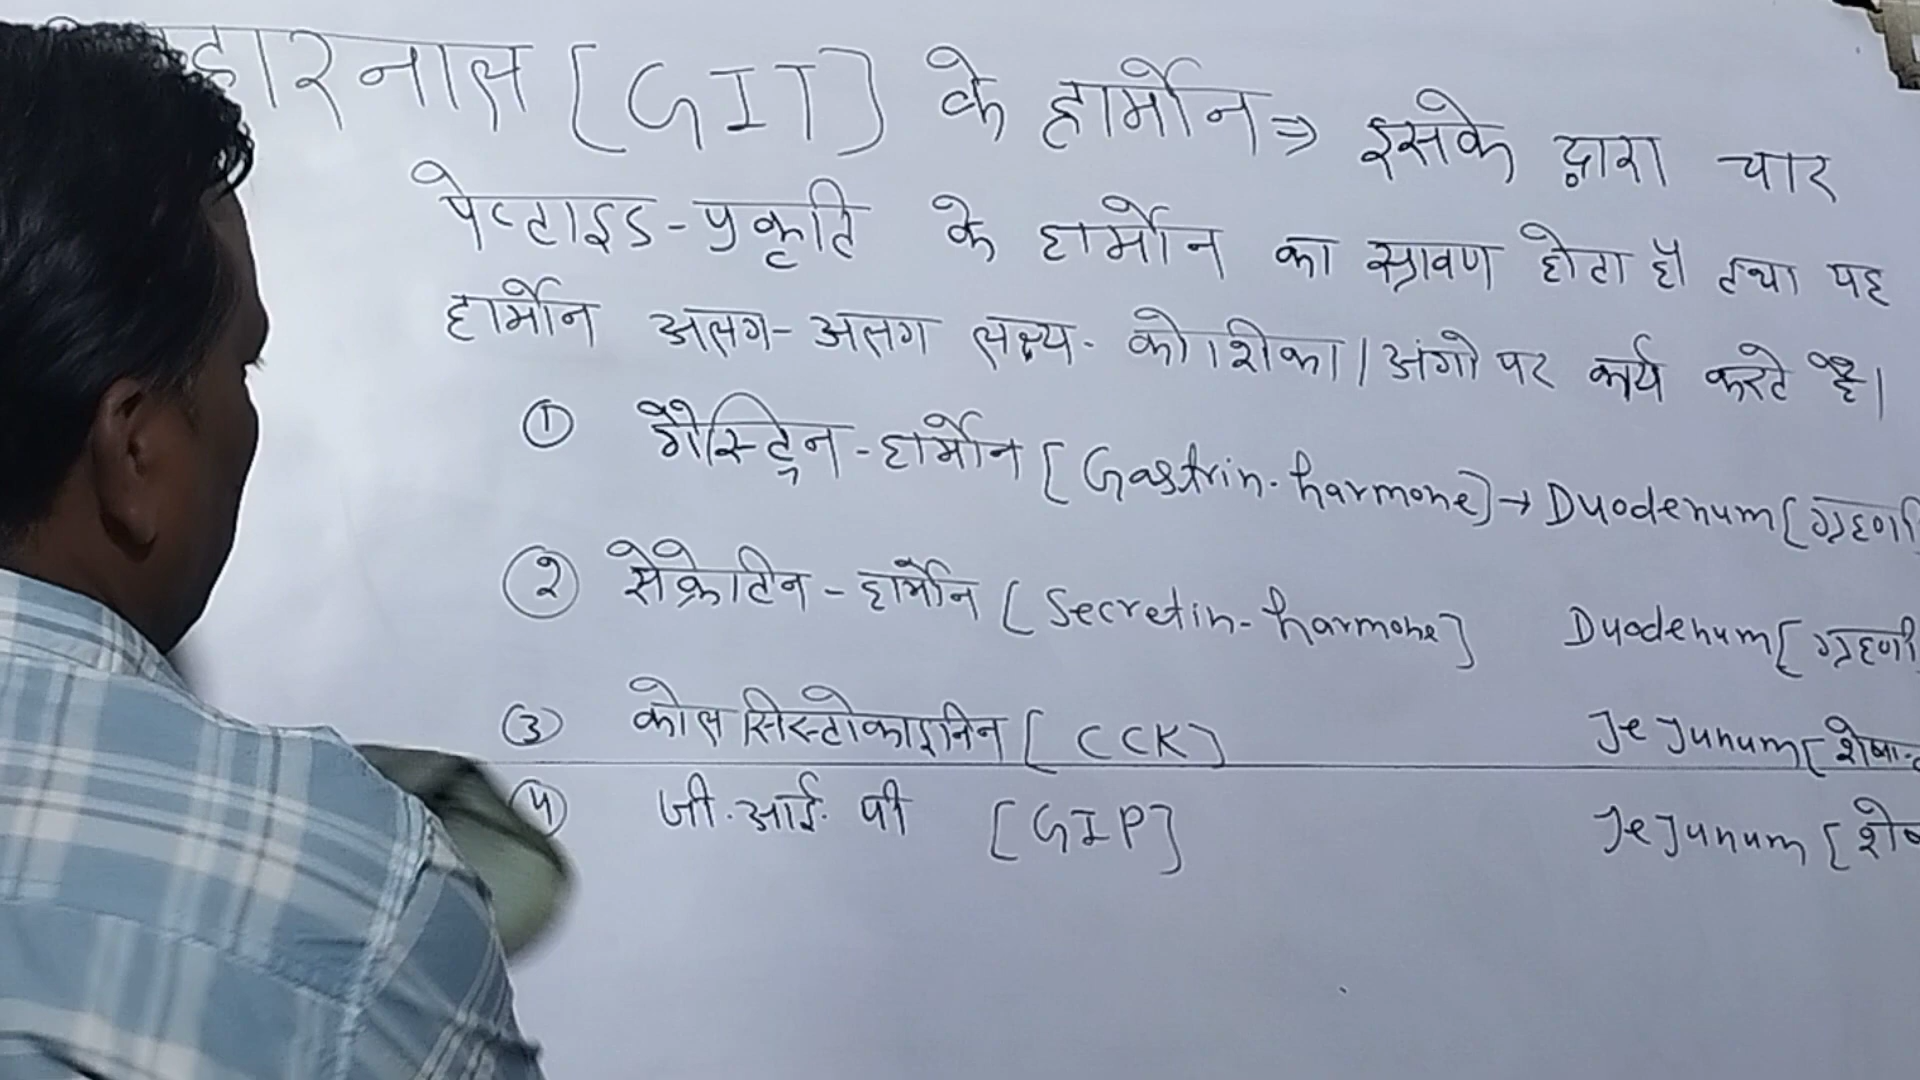 हारनाल [GIT] के हार्मोन ⇒ इसके द्वारा चार
पेप्टाइड-प्रकृति के हार्मोन का स्रावण होता है तथा यह
हार्मोन अलग-अलग लक्ष्य-कोशिका/अंगो पर कार्य करते है।
① गैस्ट्रिन-हार्मोन [Gastrin-harmone] → Duodenum [ग्रहणी
② सेक्रेटिन-हार्मोन [Secretin-harmone] Duodenum [ग्रहणी
③ कोलसिस्टोकाइनिन [CCK] Jejunum [शेषा
④ जी.आई.पी [GIP] Jejunum [शेष